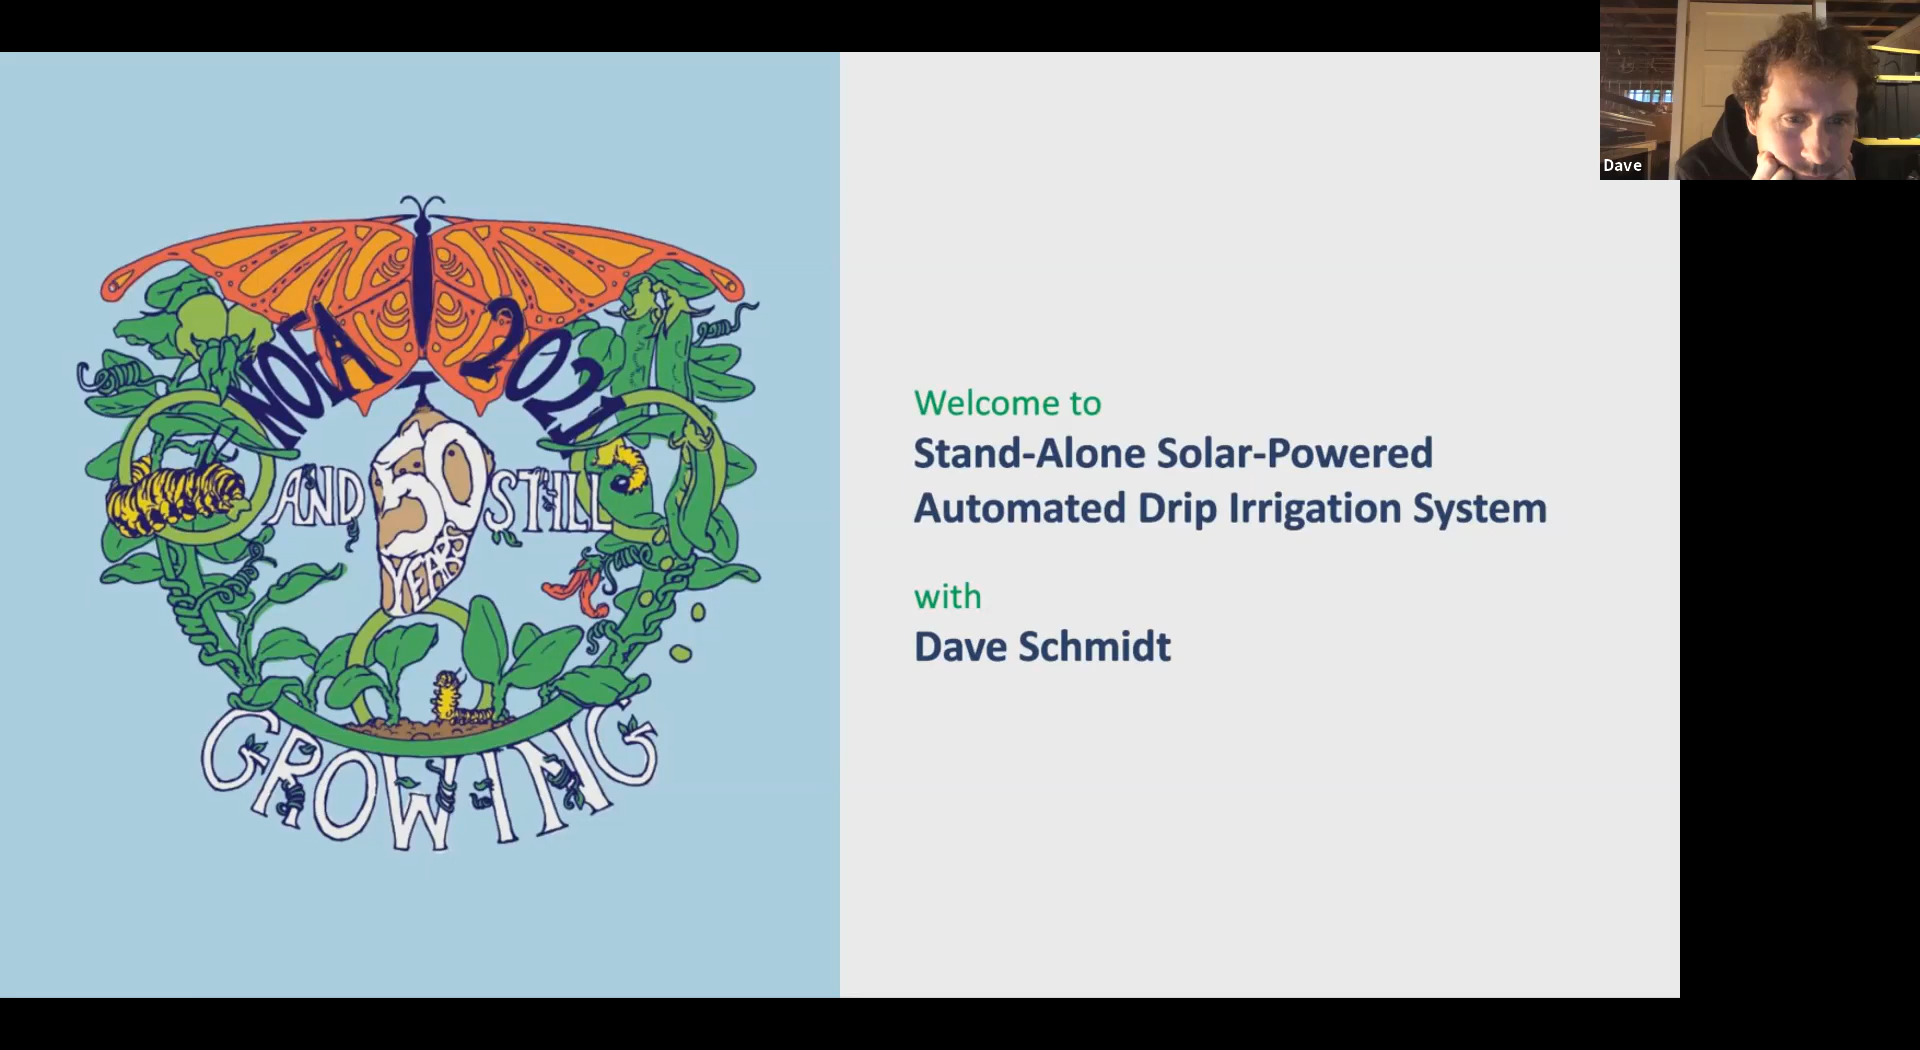 NOFA 2021
AND 50 STILL
YEARS
GROWING
Welcome to
Stand-Alone Solar-Powered
Automated Drip Irrigation System
with
Dave Schmidt
Dave